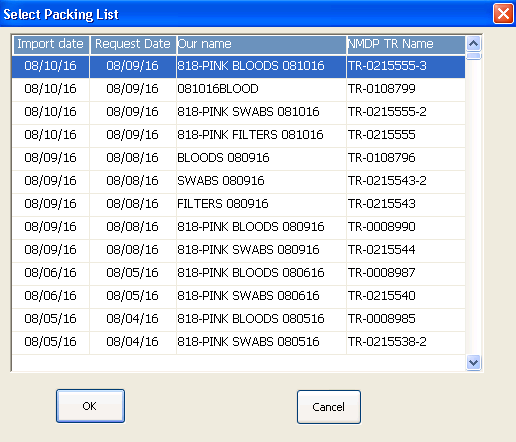 Select Packing List
Import date Request Date Our name NMDP TR Name
08/10/16 08/09/16 818-PINK BLOODS 081016 TR-0215555-3
08/10/16 08/09/16 081016BLOOD TR-0108799
08/10/16 08/09/16 818-PINK SWABS 081016 TR-0215555-2
08/10/16 08/09/16 818-PINK FILTERS 081016 TR-0215555
08/09/16 08/08/16 BLOODS 080916 TR-0108796
08/09/16 08/08/16 SWABS 080916 TR-0215543-2
08/09/16 08/08/16 FILTERS 080916 TR-0215543
08/09/16 08/08/16 818-PINK BLOODS 080916 TR-0008990
08/09/16 08/08/16 818-PINK SWABS 080916 TR-0215544
08/06/16 08/05/16 818-PINK BLOODS 080616 TR-0008987
08/06/16 08/05/16 818-PINK SWABS 080616 TR-0215540
08/05/16 08/04/16 818-PINK BLOODS 080516 TR-0008985
08/05/16 08/04/16 818-PINK SWABS 080516 TR-0215538-2
OK Cancel